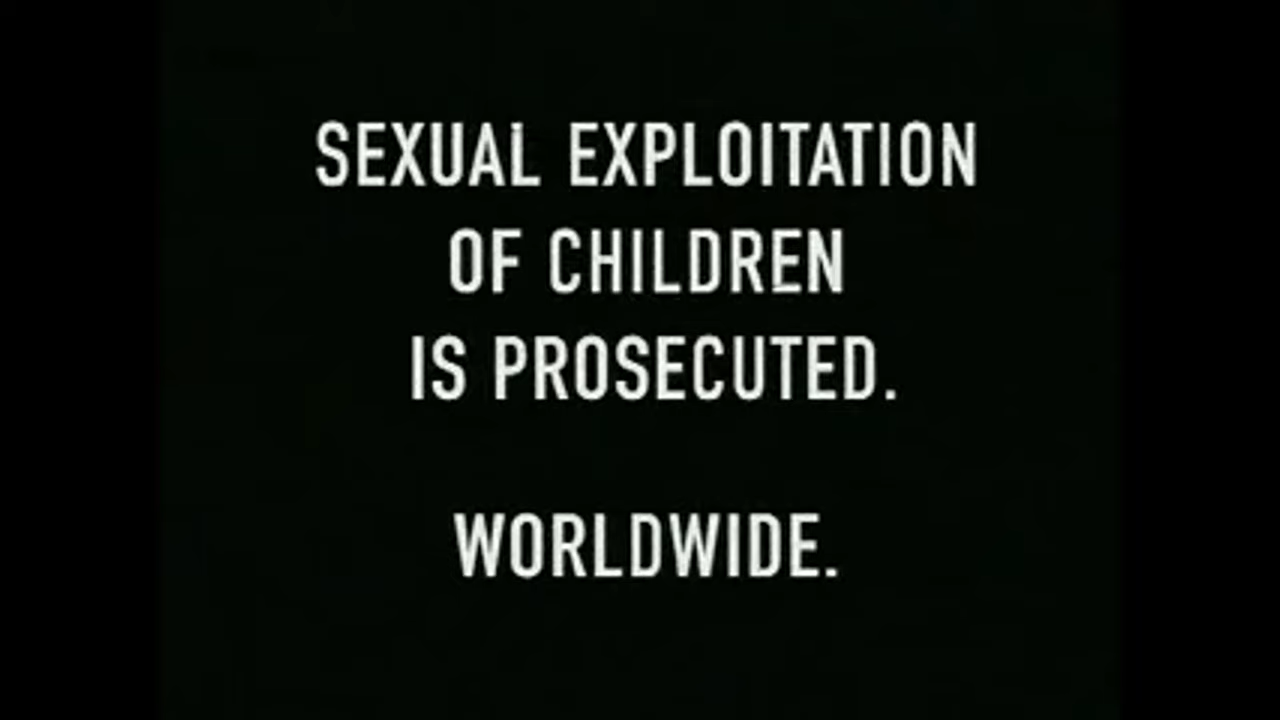 SEXUAL EXPLOITATION
OF CHILDREN
IS PROSECUTED.
WORLDWIDE.